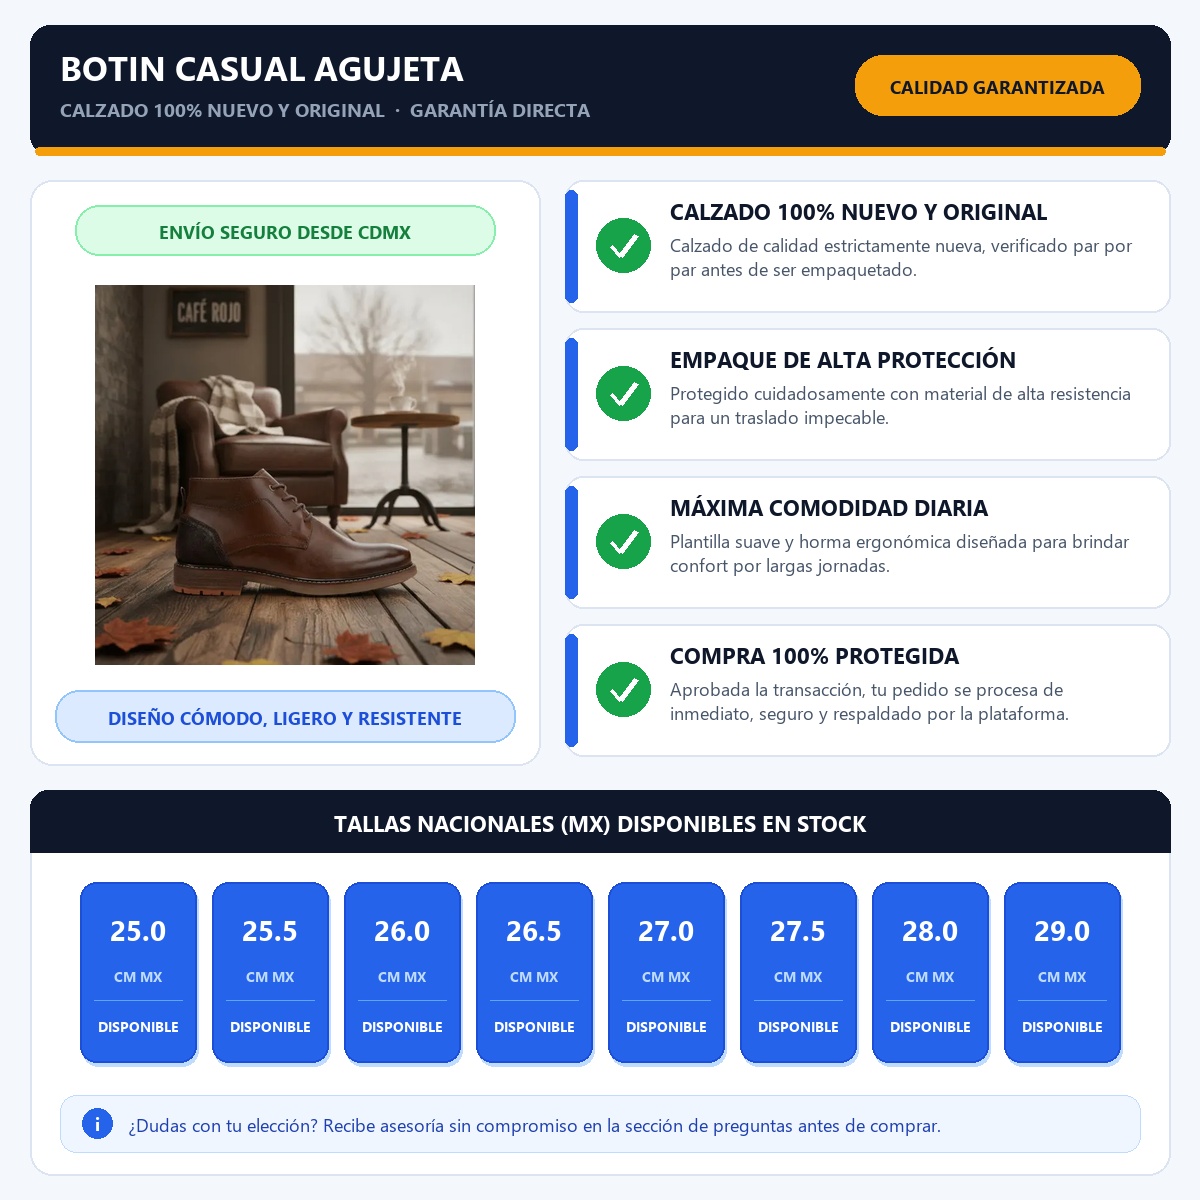 BOTIN CASUAL AGUJETA
CALZADO 100% NUEVO Y ORIGINAL · GARANTÍA DIRECTA
CALIDAD GARANTIZADA
ENVÍO SEGURO DESDE CDMX
CAFÉ ROJO
DISEÑO CÓMODO, LIGERO Y RESISTENTE
CALZADO 100% NUEVO Y ORIGINAL
Calzado de calidad estrictamente nueva, verificado par por
par antes de ser empaquetado.
EMPAQUE DE ALTA PROTECCIÓN
Protegido cuidadosamente con material de alta resistencia
para un traslado impecable.
MÁXIMA COMODIDAD DIARIA
Plantilla suave y horma ergonómica diseñada para brindar
confort por largas jornadas.
COMPRA 100% PROTEGIDA
Aprobada la transacción, tu pedido se procesa de
inmediato, seguro y respaldado por la plataforma.
TALLAS NACIONALES (MX) DISPONIBLES EN STOCK
25.0 25.5 26.0 26.5 27.0 27.5 28.0 29.0
CM MX CM MX CM MX CM MX CM MX CM MX CM MX CM MX
DISPONIBLE DISPONIBLE DISPONIBLE DISPONIBLE DISPONIBLE DISPONIBLE DISPONIBLE DISPONIBLE
i ¿Dudas con tu elección? Recibe asesoría sin compromiso en la sección de preguntas antes de comprar.